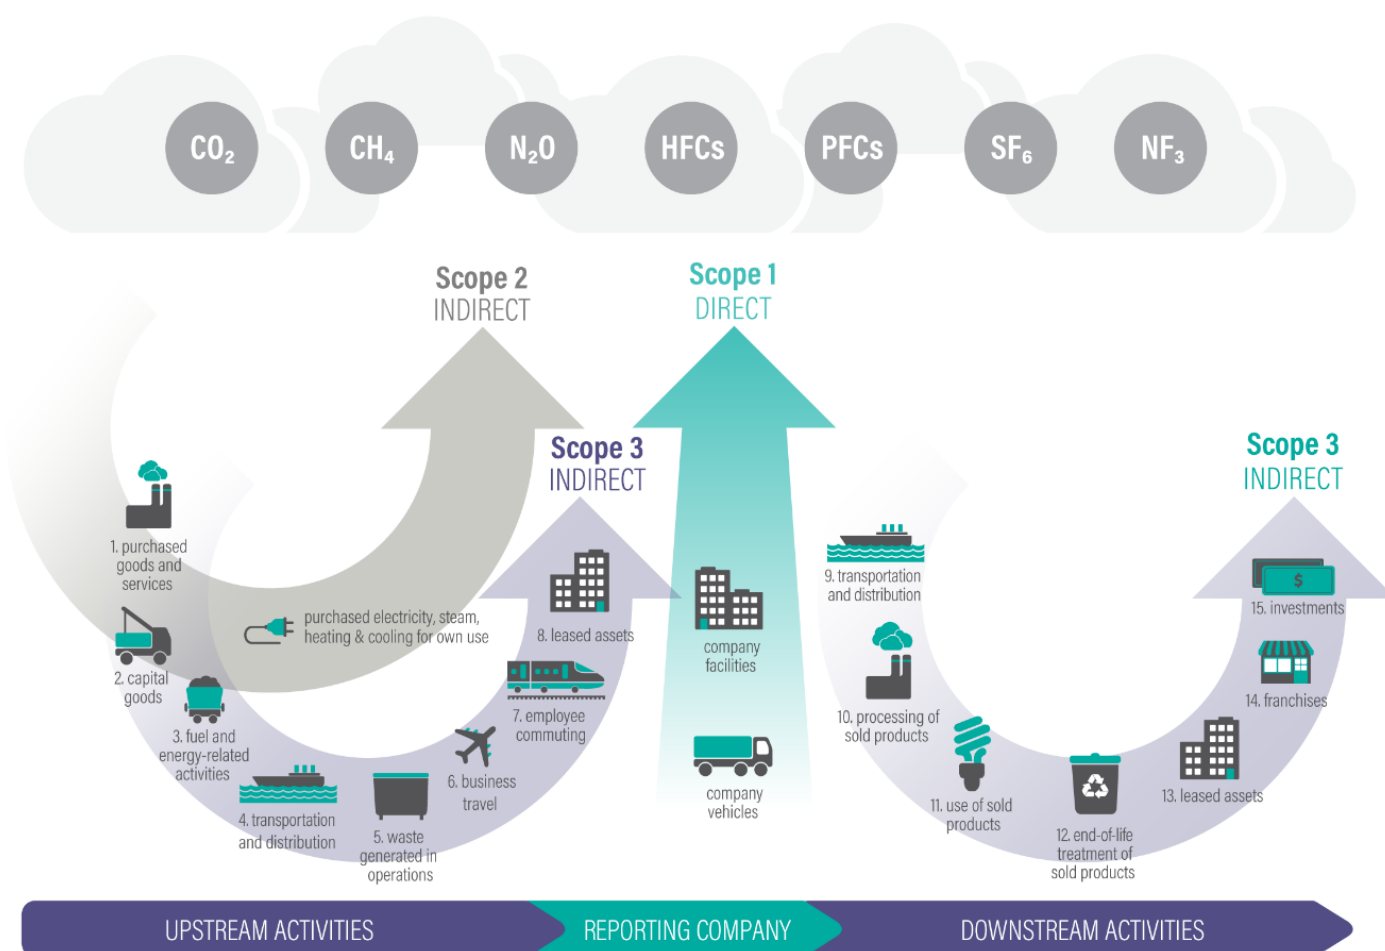 CO₂
CH₄
N₂O
HFCs
PFCs
SF₆
NF₃
Scope 2
INDIRECT
Scope 1
DIRECT
Scope 3
INDIRECT
Scope 3
INDIRECT
1. purchased
goods and
services
2. capital
goods
3. fuel and
energy-related
activities
purchased electricity, steam,
heating & cooling for own use
4. transportation
and distribution
5. waste
generated in
operations
6. business
travel
7. employee
commuting
8. leased assets
company
facilities
company
vehicles
9. transportation
and distribution
10. processing of
sold products
11. use of sold
products
12. end-of-life
treatment of
sold products
13. leased assets
14. franchises
$
15. investments
UPSTREAM ACTIVITIES
REPORTING COMPANY
DOWNSTREAM ACTIVITIES